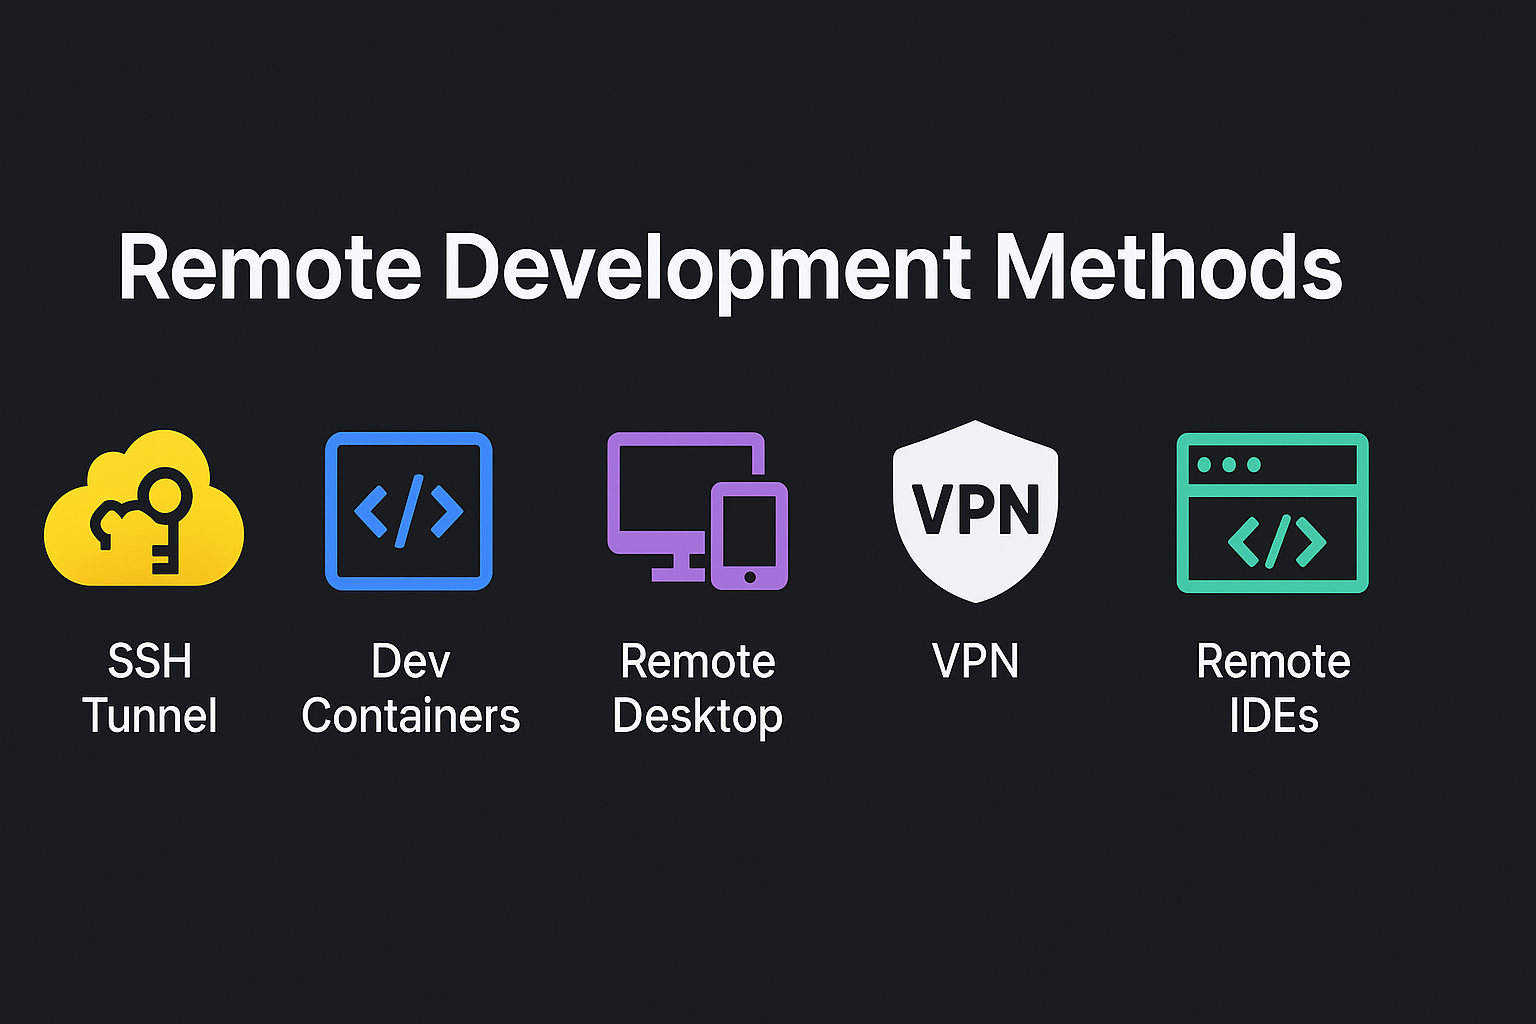 Remote Development Methods
VPN
SSH
Tunnel
Dev
Containers
Remote
Desktop
VPN
Remote
IDEs